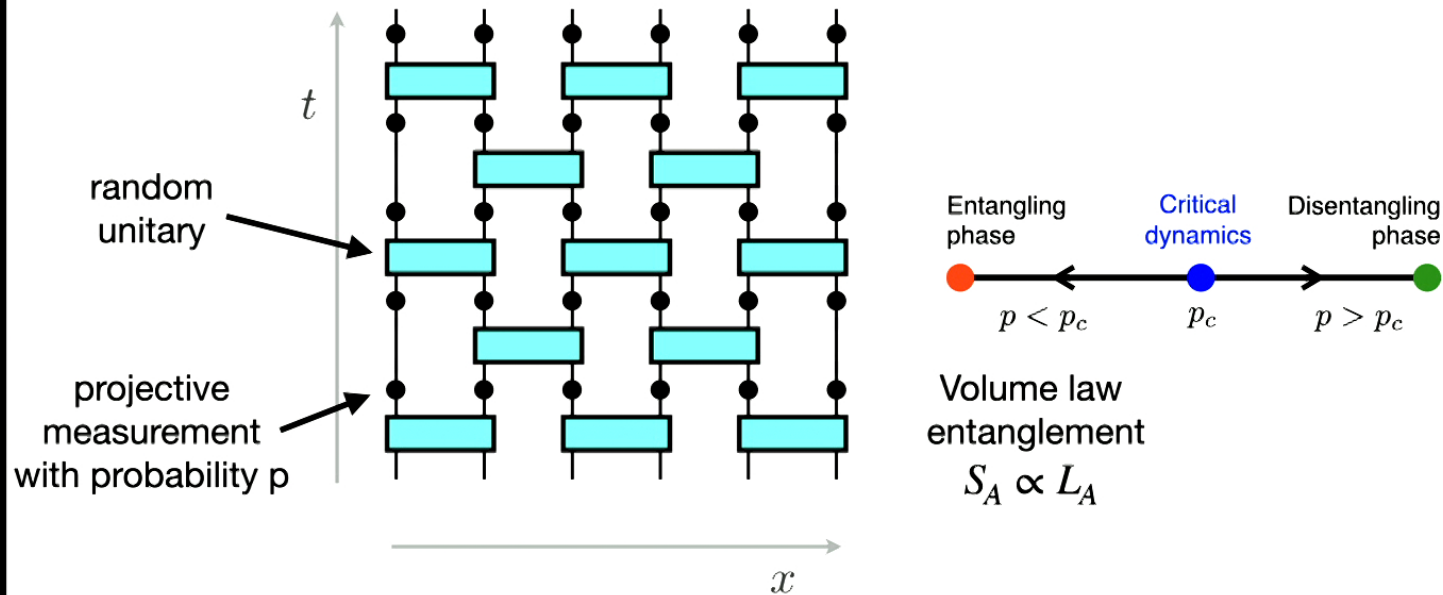 t
random
unitary
projective
measurement
with probability p
x
Entangling
phase
Critical
dynamics
Disentangling
phase
p < p_c
p_c
p > p_c
Volume law
entanglement
S_A ∝ L_A